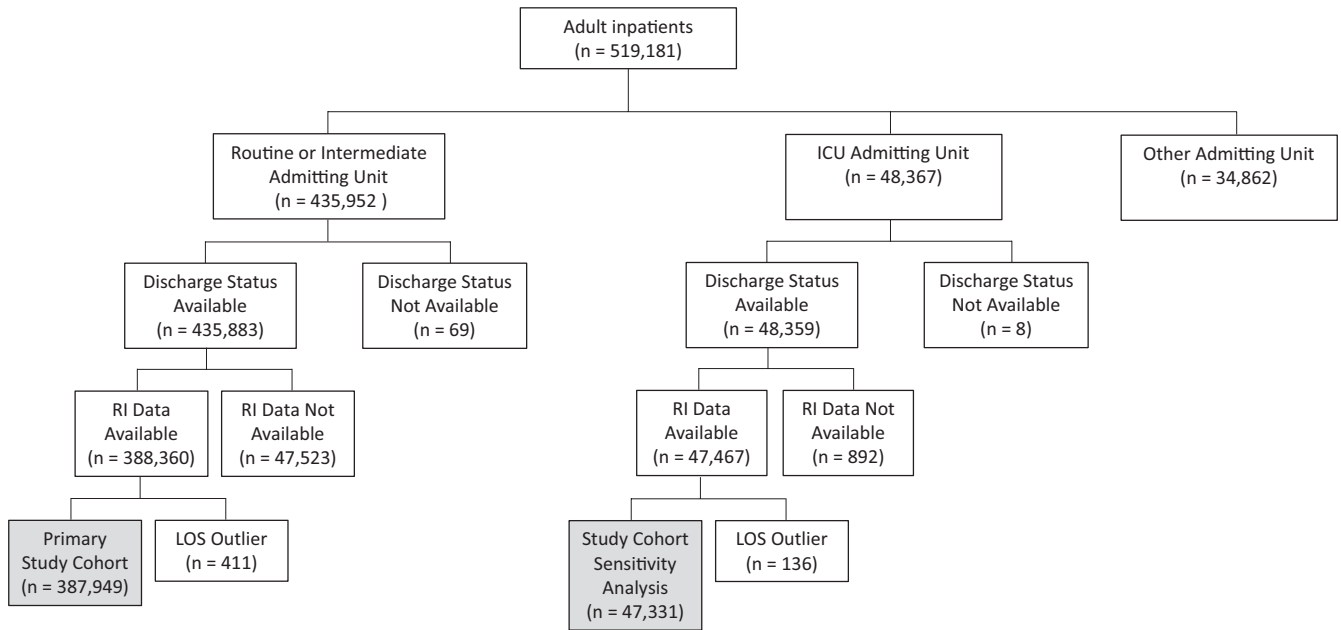 Adult inpatients
(n = 519,181)
Routine or Intermediate
Admitting Unit
(n = 435,952 )
ICU Admitting Unit
(n = 48,367)
Other Admitting Unit
(n = 34,862)
Discharge Status
Available
(n = 435,883)
Discharge Status
Not Available
(n = 69)
Discharge Status
Available
(n = 48,359)
Discharge Status
Not Available
(n = 8)
RI Data
Available
(n = 388,360)
RI Data Not
Available
(n = 47,523)
RI Data
Available
(n = 47,467)
RI Data Not
Available
(n = 892)
Primary
Study Cohort
(n = 387,949)
LOS Outlier
(n = 411)
Study Cohort
Sensitivity
Analysis
(n = 47,331)
LOS Outlier
(n = 136)